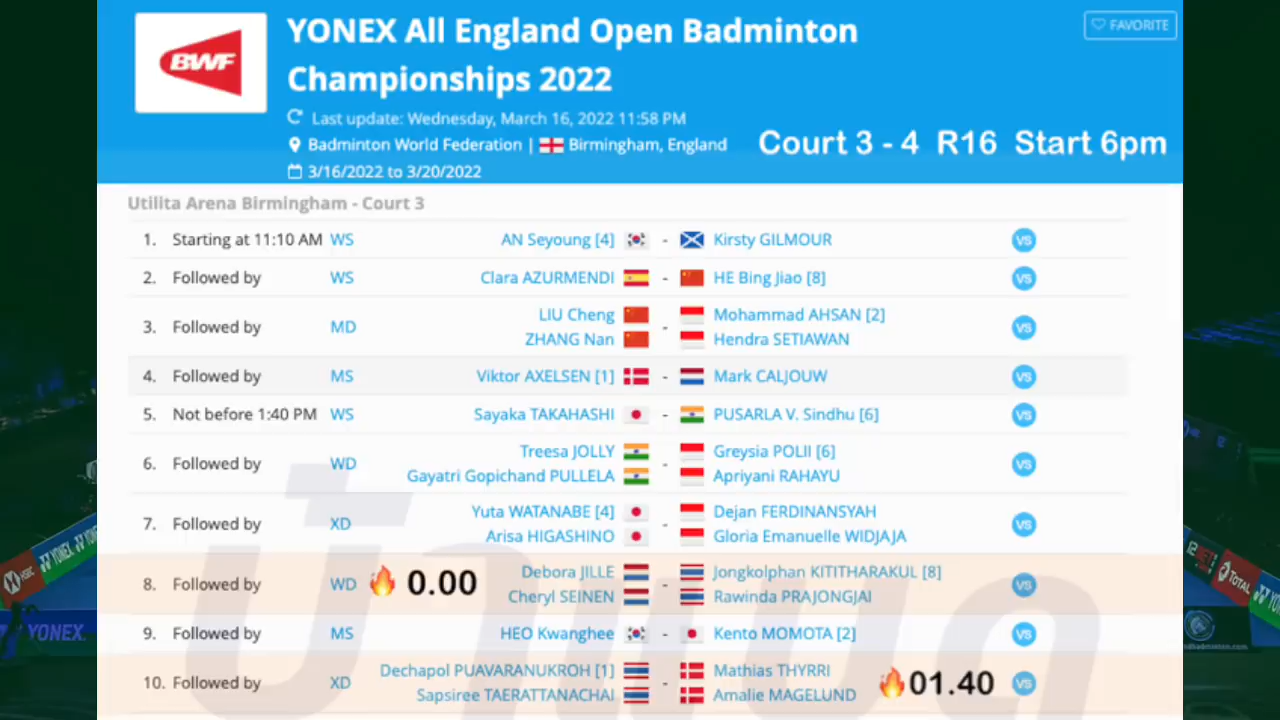 YONEX All England Open Badminton
Championships 2022
FAVORITE
BWF
Last update: Wednesday, March 16, 2022 11:58 PM
Badminton World Federation | Birmingham, England
Court 3 - 4 R16 Start 6pm
3/16/2022 to 3/20/2022
Utilita Arena Birmingham - Court 3
1. Starting at 11:10 AM WS AN Seyoung [4] - Kirsty GILMOUR VS
2. Followed by WS Clara AZURMENDI - HE Bing Jiao [8] VS
LIU Cheng Mohammad AHSAN [2]
3. Followed by MD - VS
ZHANG Nan Hendra SETIAWAN
4. Followed by MS Viktor AXELSEN [1] - Mark CALJOUW VS
5. Not before 1:40 PM WS Sayaka TAKAHASHI - PUSARLA V. Sindhu [6] VS
Treesa JOLLY Greysia POLII [6]
6. Followed by WD - VS
Gayatri Gopichand PULLELA Apriyani RAHAYU
Yuta WATANABE [4] Dejan FERDINANSYAH
7. Followed by XD - VS
Arisa HIGASHINO Gloria Emanuelle WIDJAJA
Debora JILLE Jongkolphan KITITHARAKUL [8]
8. Followed by WD 0.00 - VS
Cheryl SEINEN Rawinda PRAJONGJAI
9. Followed by MS HEO Kwanghee - Kento MOMOTA [2] VS
Dechapol PUAVARANUKROH [1] Mathias THYRRI
10. Followed by XD - 01.40 VS
Sapsiree TAERATTANACHAI Amalie MAGELUND
YONEX
TOTAL